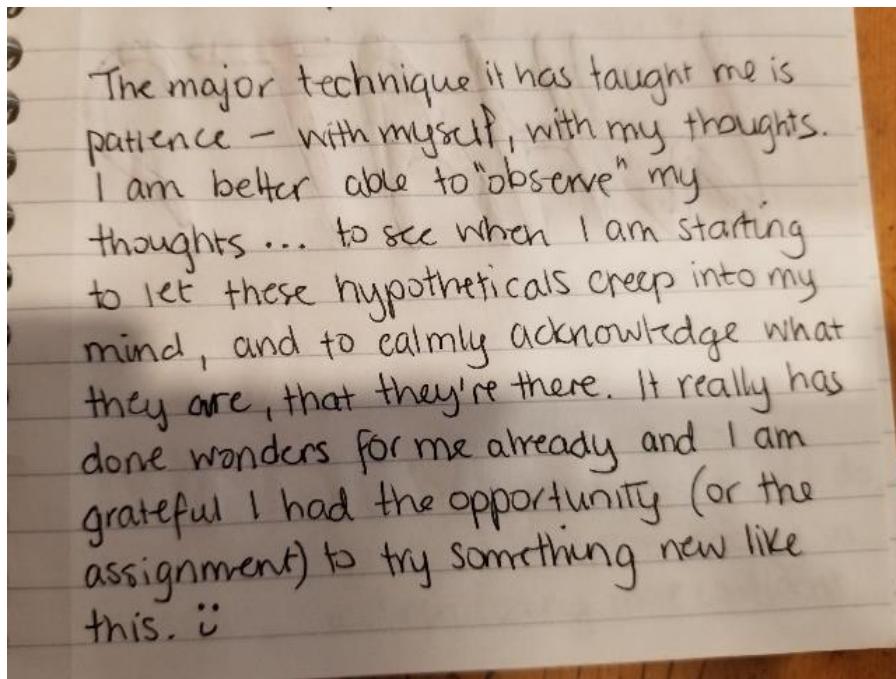 The major technique it has taught me is
patience – with myself, with my thoughts.
I am better able to "observe" my
thoughts ... to see when I am starting
to let these hypotheticals creep into my
mind, and to calmly acknowledge what
they are, that they're there. It really has
done wonders for me already and I am
grateful I had the opportunity (or the
assignment) to try something new like
this. :)